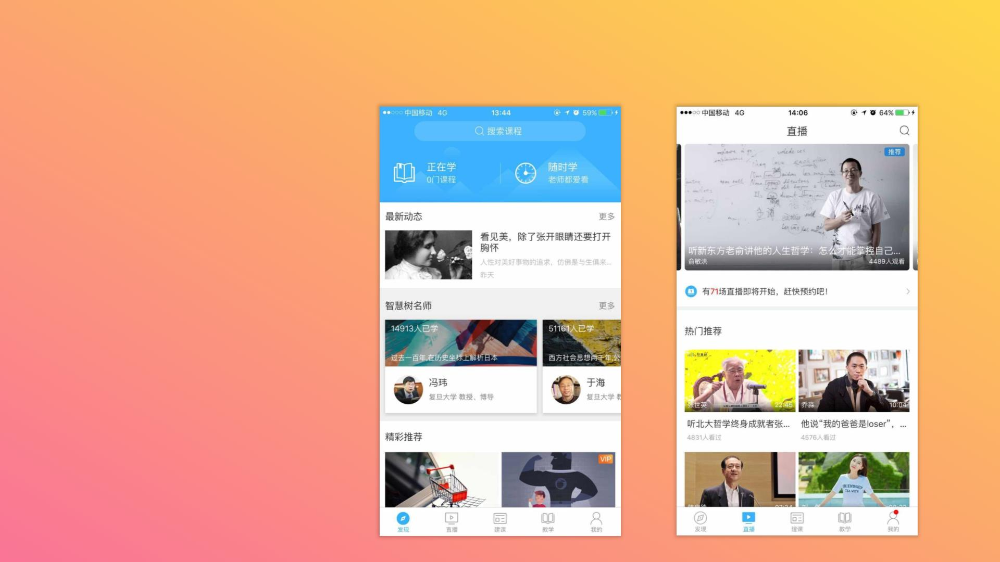 中国移动 4G
13:44
59%
搜索课程
正在学
0门课程
随时学
老师都爱看
最新动态
更多
看见美，除了张开眼睛还要打开
胸怀
人性对美好事物的追求，仿佛是与生俱来...
昨天
智慧树名师
更多
14913人已学
过去一百年,在历史坐标上解析日本
冯玮
复旦大学 教授、博导
51161人已学
西方社会思想两千年,公
于海
复旦大学 教
精彩推荐
VIP
发现
直播
建课
教学
我的
中国移动 4G
14:06
64%
直播
推荐
听新东方老俞讲他的人生哲学：怎么才能掌控自己...
俞敏洪
4489人观看
有71场直播即将开始，赶快预约吧！
热门推荐
张世英
22:45
听北大哲学终身成就者张...
4831人看过
乔淼
10:04
他说“我的爸爸是loser”，...
4576人看过
FRIENDSHIP
TEA WITH
发现
直播
建课
教学
我的